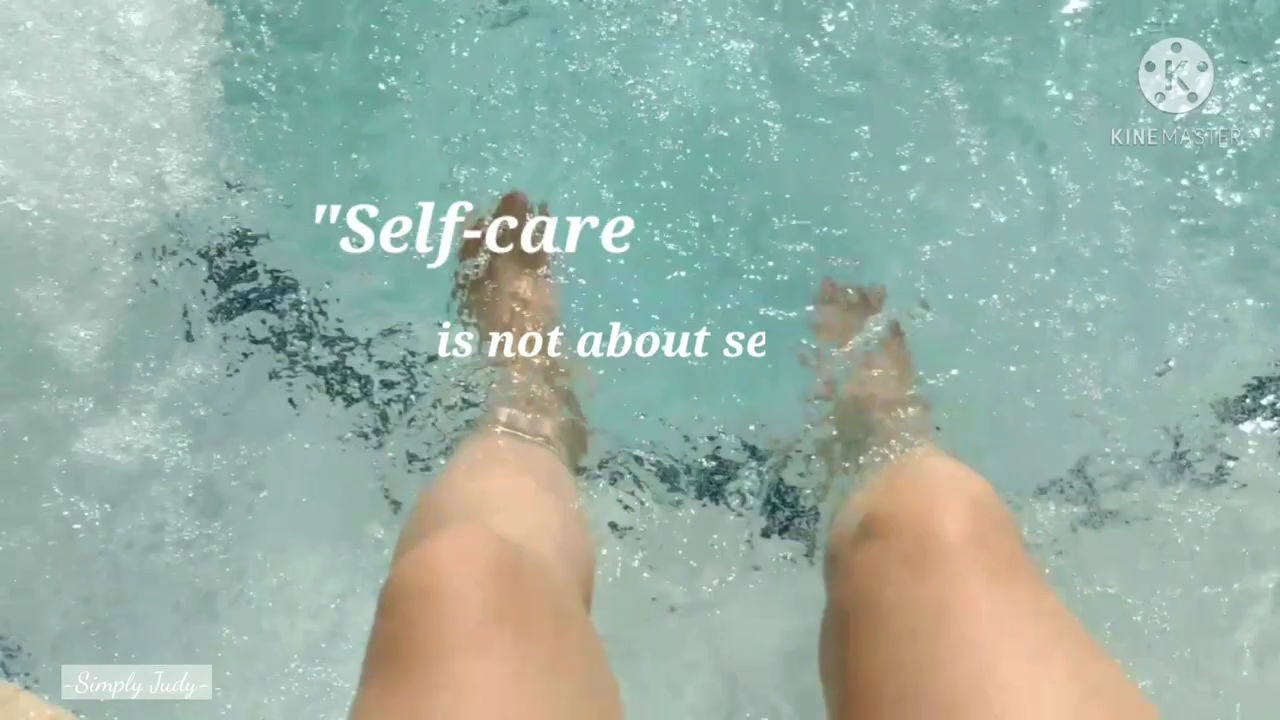 "Self-care
is not about se
K
KINEMASTER
-Simply Judy-